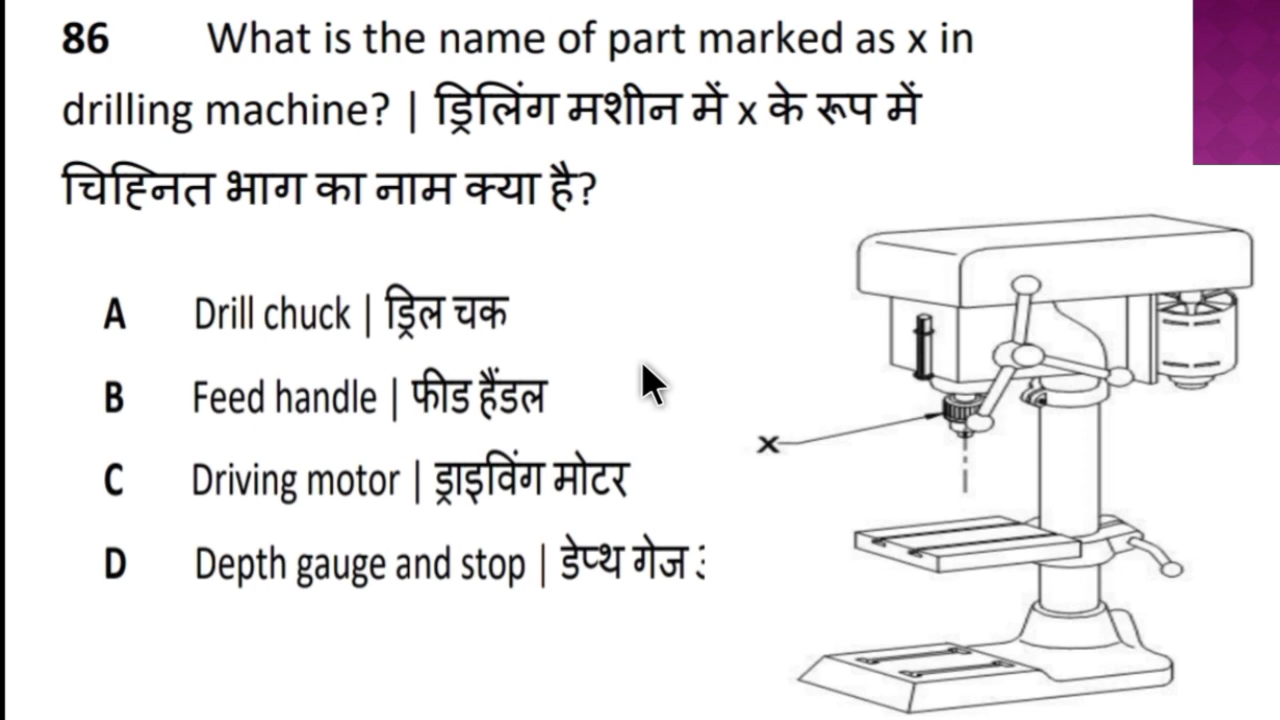 86 What is the name of part marked as x in
drilling machine? | ड्रिलिंग मशीन में x के रूप में
चिह्नित भाग का नाम क्या है?
A Drill chuck | ड्रिल चक
B Feed handle | फीड हैंडल
C Driving motor | ड्राइविंग मोटर
D Depth gauge and stop | डेप्थ गेज
X